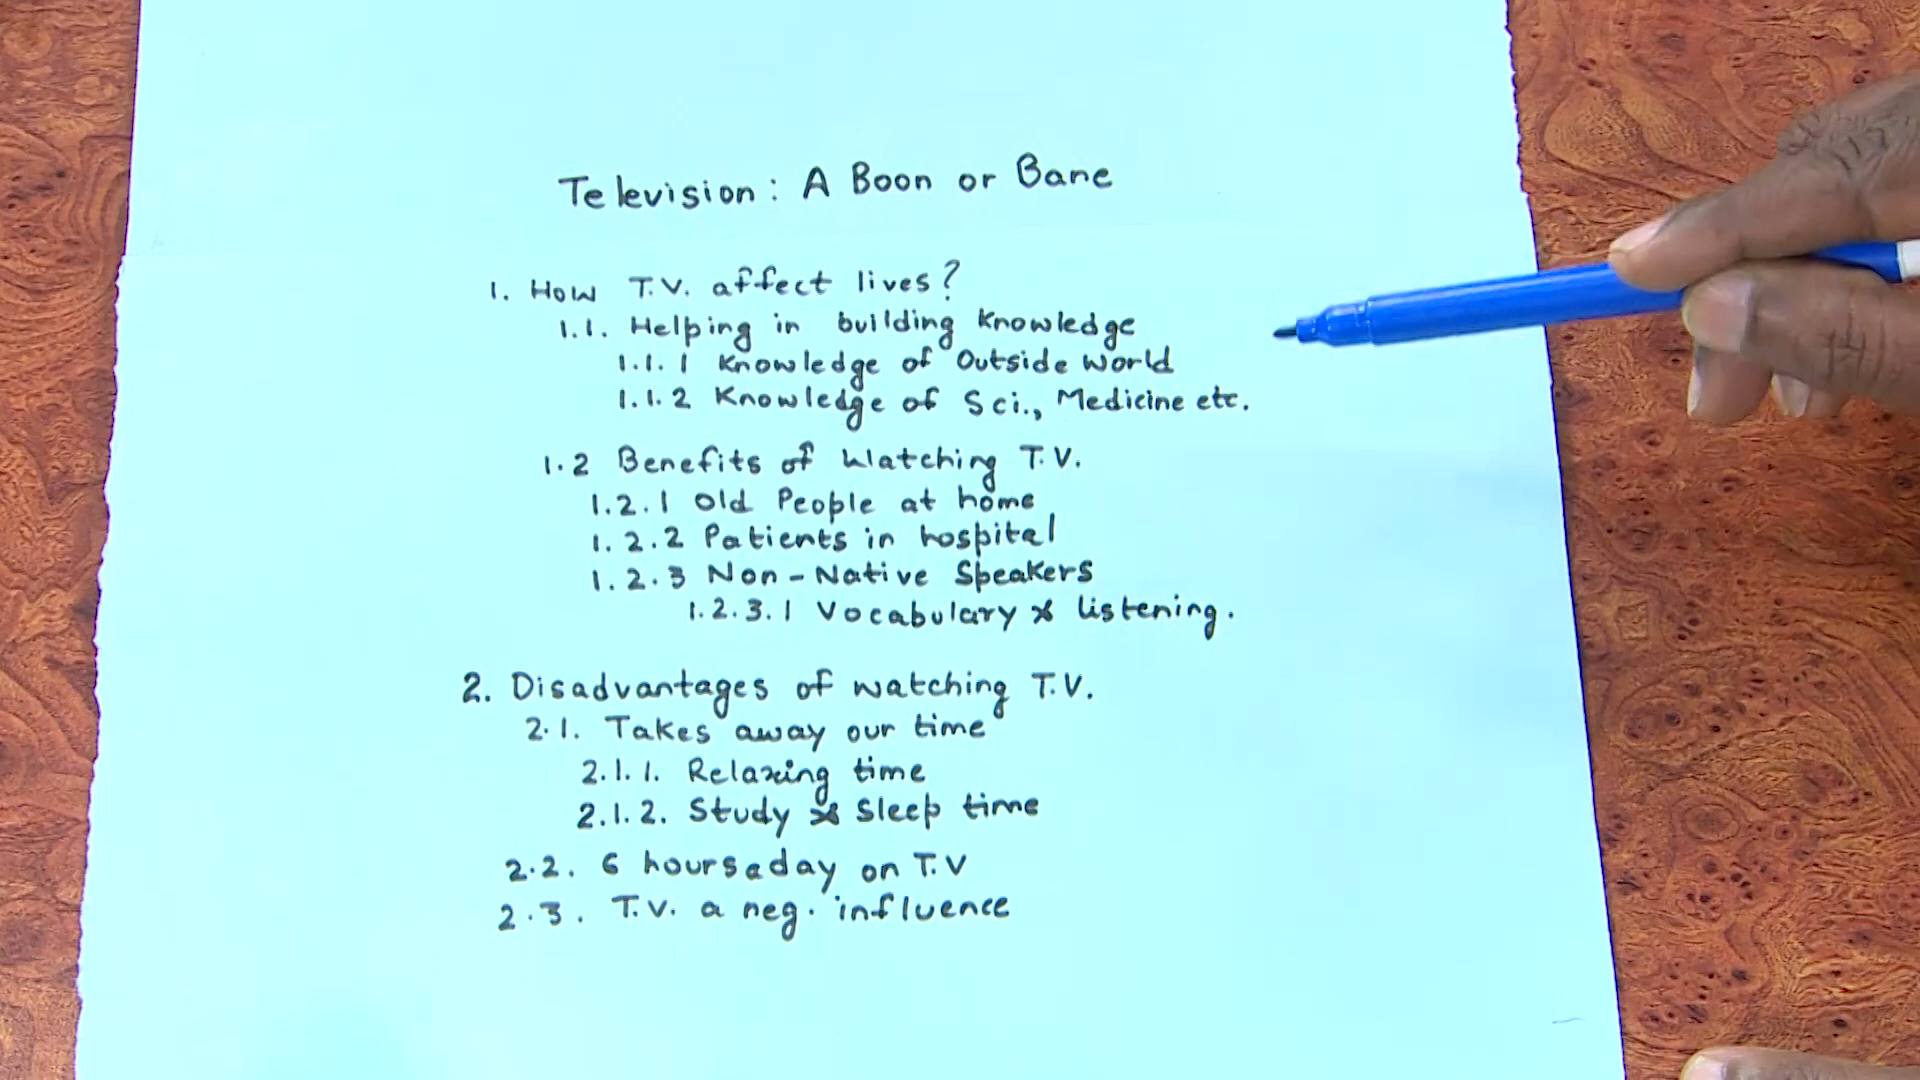 Television: A Boon or Bane
1. How T.V. affect lives?
1.1. Helping in building Knowledge
1.1.1 Knowledge of Outside World
1.1.2 Knowledge of Sci., Medicine etc.
1.2 Benefits of Watching T.V.
1.2.1 Old People at home
1.2.2 Patients in hospital
1.2.3 Non-Native Speakers
1.2.3.1 Vocabulary & listening.
2. Disadvantages of watching T.V.
2.1. Takes away our time
2.1.1. Relaxing time
2.1.2. Study & Sleep time
2.2. 6 hours a day on T.V
2.3. T.V. a neg. influence